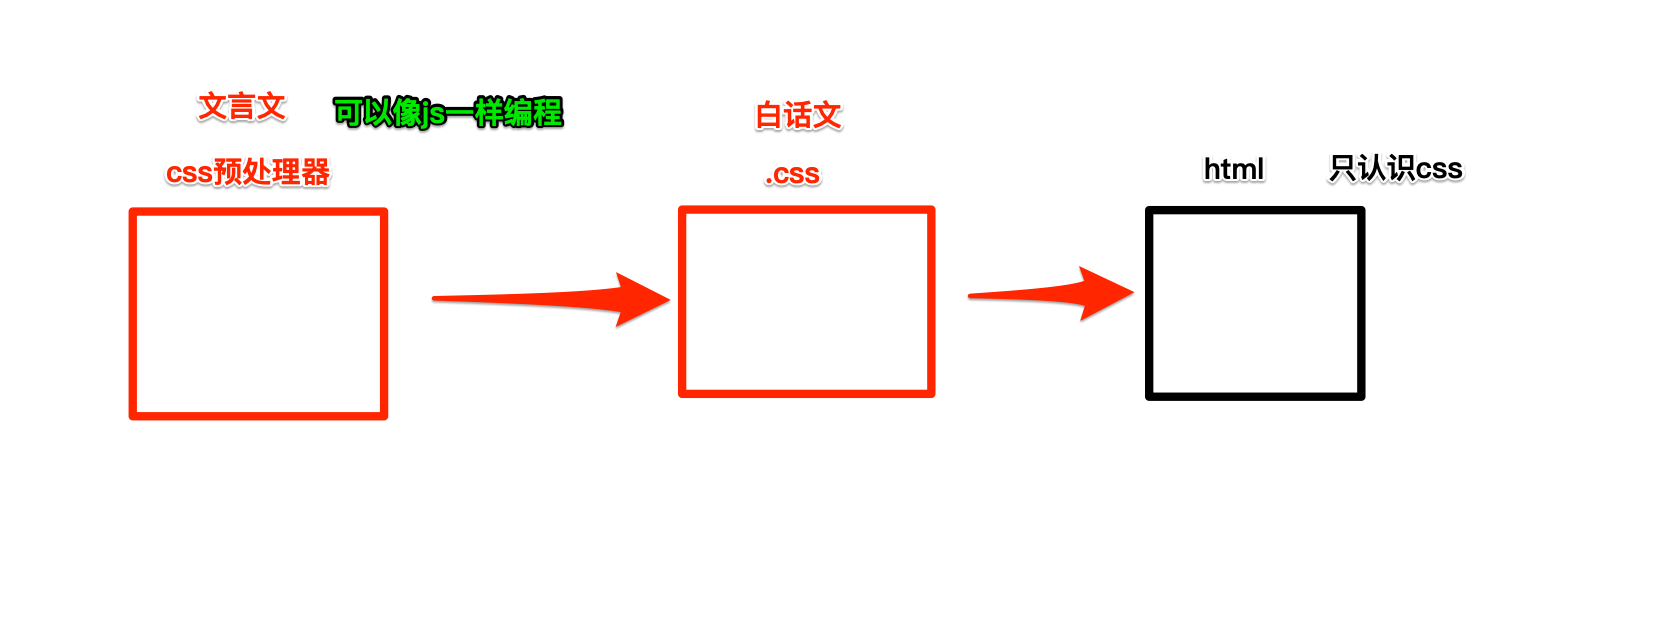 文言文
可以像js一样编程
css预处理器
白话文
.css
html
只认识css